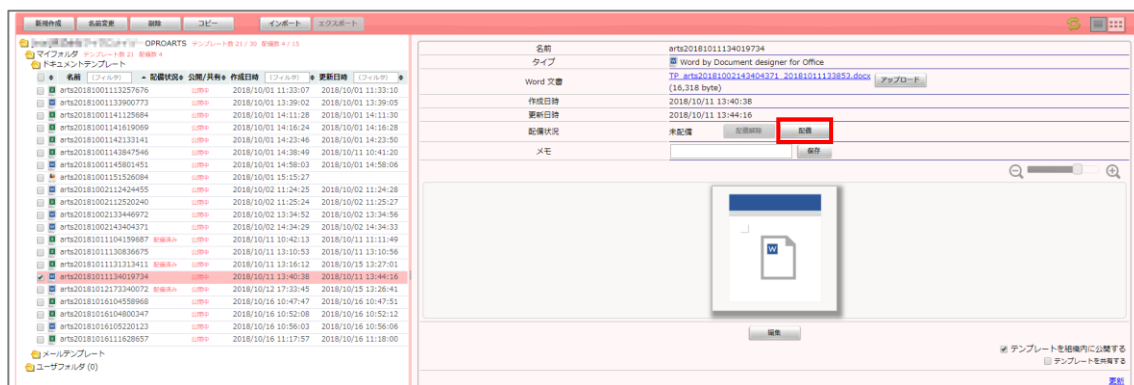 新規作成 名前変更 削除 コピー インポート エクスポート
OPROARTS テンプレート数 21 / 30 配備数 4 / 15
マイフォルダ テンプレート数 21 配備数 4
ドキュメントテンプレート
名前 (フィルタ) 配備状況 公開/共有 作成日時 (フィルタ) 更新日時 (フィルタ)
arts20181001113257676 公開中 2018/10/01 11:33:07 2018/10/01 11:33:10
arts20181001133900773 公開中 2018/10/01 13:39:02 2018/10/01 13:39:05
arts20181001141125684 公開中 2018/10/01 14:11:28 2018/10/01 14:11:30
arts20181001141619069 公開中 2018/10/01 14:16:24 2018/10/01 14:16:28
arts20181001142133141 公開中 2018/10/01 14:23:46 2018/10/01 14:23:50
arts20181001143847546 公開中 2018/10/01 14:38:49 2018/10/11 10:41:20
arts20181001145801451 公開中 2018/10/01 14:58:03 2018/10/01 14:58:06
arts20181001151526084 公開中 2018/10/01 15:15:27
arts20181002112424455 公開中 2018/10/02 11:24:25 2018/10/02 11:24:28
arts20181002112520240 公開中 2018/10/02 11:25:24 2018/10/02 11:25:27
arts20181002133446972 公開中 2018/10/02 13:34:52 2018/10/02 13:34:56
arts20181002143404371 公開中 2018/10/02 14:34:29 2018/10/02 14:34:33
arts20181011104159687 配備済み 公開中 2018/10/11 10:42:13 2018/10/11 11:11:49
arts20181011130836675 公開中 2018/10/11 13:10:53 2018/10/11 13:10:56
arts20181011131313411 配備済み 公開中 2018/10/11 13:16:12 2018/10/15 13:27:01
arts20181011134019734 公開中 2018/10/11 13:40:38 2018/10/11 13:44:16
arts20181012173340072 配備済み 公開中 2018/10/12 17:33:45 2018/10/15 13:26:41
arts20181016104558968 公開中 2018/10/16 10:47:47 2018/10/16 10:47:51
arts20181016104800347 公開中 2018/10/16 10:52:08 2018/10/16 10:52:12
arts20181016105220123 公開中 2018/10/16 10:56:03 2018/10/16 10:56:06
arts20181016111628657 公開中 2018/10/16 11:17:57 2018/10/16 11:18:00
メールテンプレート
ユーザフォルダ (0)
名前 arts20181011134019734
タイプ Word by Document designer for Office
Word 文書 TP_arts20181002143404371_20181011133853.docx アップロード
(16,318 byte)
作成日時 2018/10/11 13:40:38
更新日時 2018/10/11 13:44:16
配備状況 未配備 配備解除 配備
メモ 保存
W
編集
テンプレートを組織内に公開する
テンプレートを共有する
更新